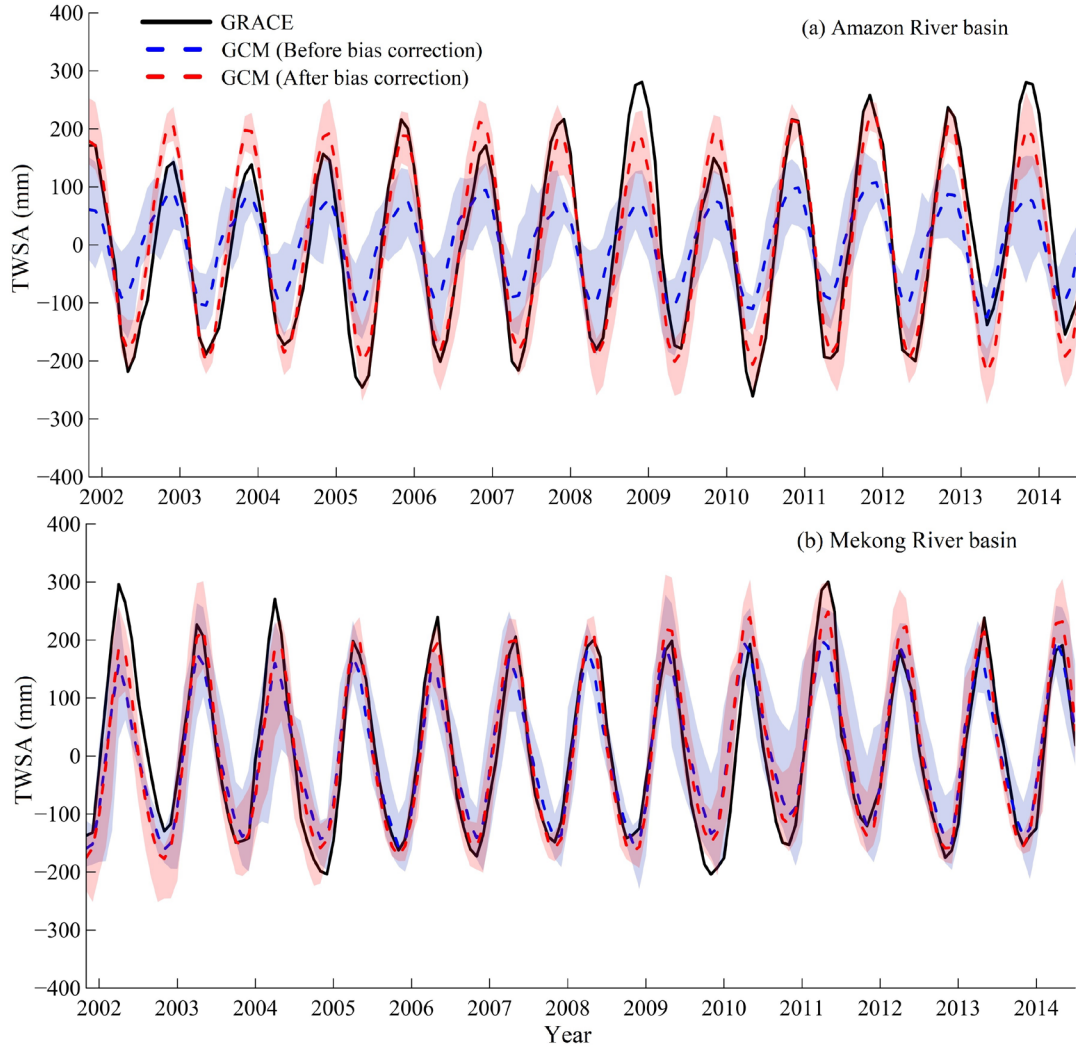 400
GRACE
(a) Amazon River basin
GCM (Before bias correction)
300
GCM (After bias correction)
200
100
0
−100
−200
−300
−400
TWSA (mm)
2002 2003 2004 2005 2006 2007 2008 2009 2010 2011 2012 2013 2014
400
(b) Mekong River basin
300
200
100
0
−100
−200
−300
−400
TWSA (mm)
2002 2003 2004 2005 2006 2007 2008 2009 2010 2011 2012 2013 2014
Year